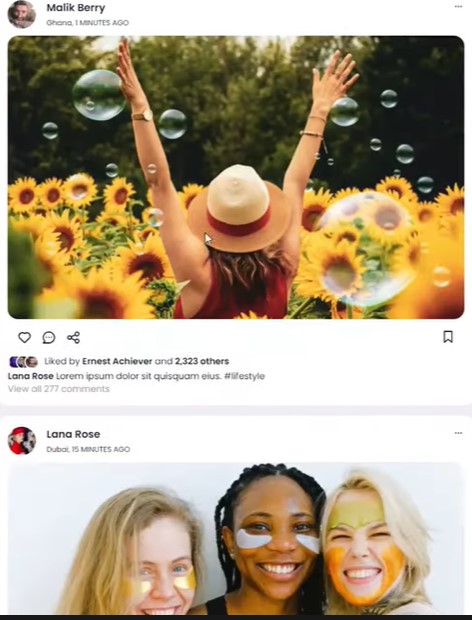 Malik Berry
Ghana, 1 MINUTES AGO
Liked by Ernest Achiever and 2,323 others
Lana Rose Lorem ipsum dolor sit quisquam eius. #lifestyle
View all 277 comments
Lana Rose
Dubai, 15 MINUTES AGO